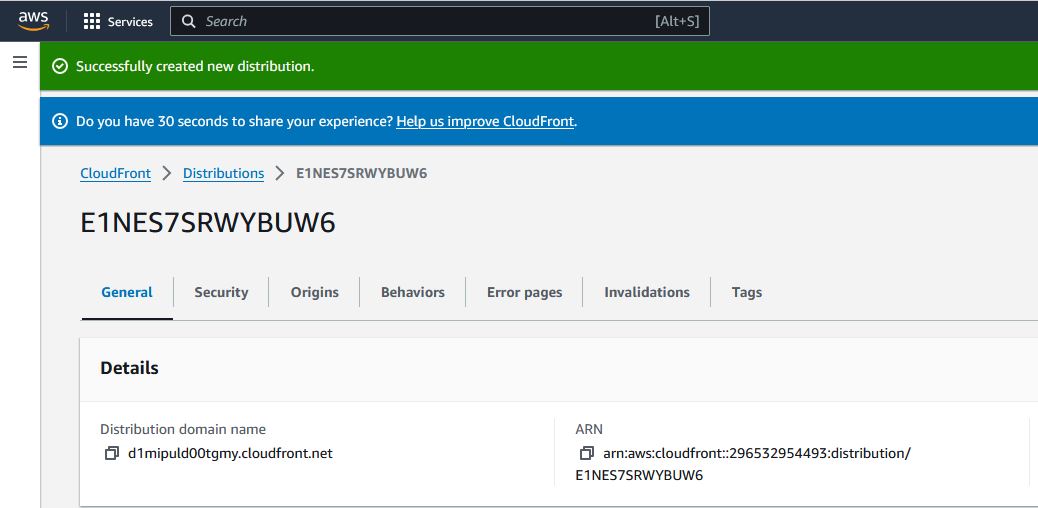 aws Services Search [Alt+S]
Successfully created new distribution.
Do you have 30 seconds to share your experience? Help us improve CloudFront.
CloudFront > Distributions > E1NES7SRWYBUW6
E1NES7SRWYBUW6
General Security Origins Behaviors Error pages Invalidations Tags
Details
Distribution domain name
d1mipuld00tgmy.cloudfront.net
ARN
arn:aws:cloudfront::296532954493:distribution/
E1NES7SRWYBUW6